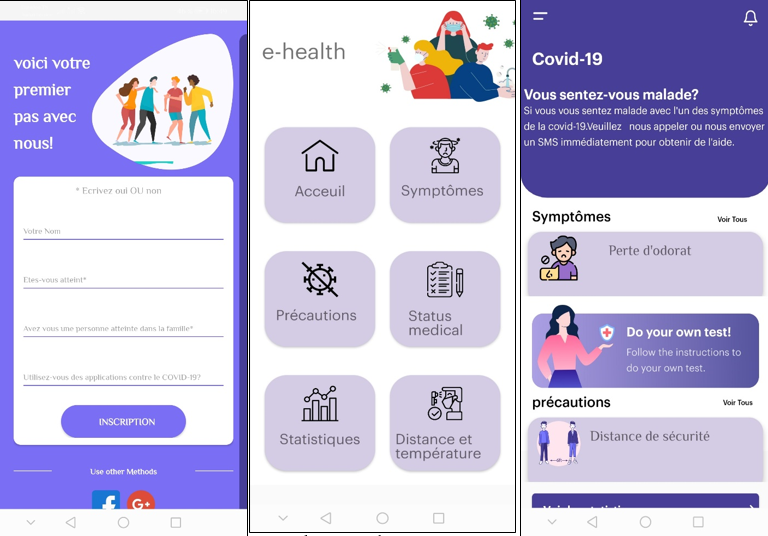 voici votre
premier
pas avec
nous!
* Ecrivez oui OU non
Votre Nom
Etes-vous atteint*
Avez vous une personne atteinte dans la famille*
Utilisez-vous des applications contre le COVID-19?
INSCRIPTION
Use other Methods
f
G+
e-health
Acceuil
Symptômes
Précautions
Status
medical
Statistiques
Distance et
température
Covid-19
Vous sentez-vous malade?
Si vous vous sentez malade avec l'un des symptômes
de la covid-19.Veuillez nous appeler ou nous envoyer
un SMS immédiatement pour obtenir de l'aide.
Symptômes
Voir Tous
Perte d'odorat
Do your own test!
Follow the instructions to
do your own test.
précautions
Voir Tous
Distance de sécurité